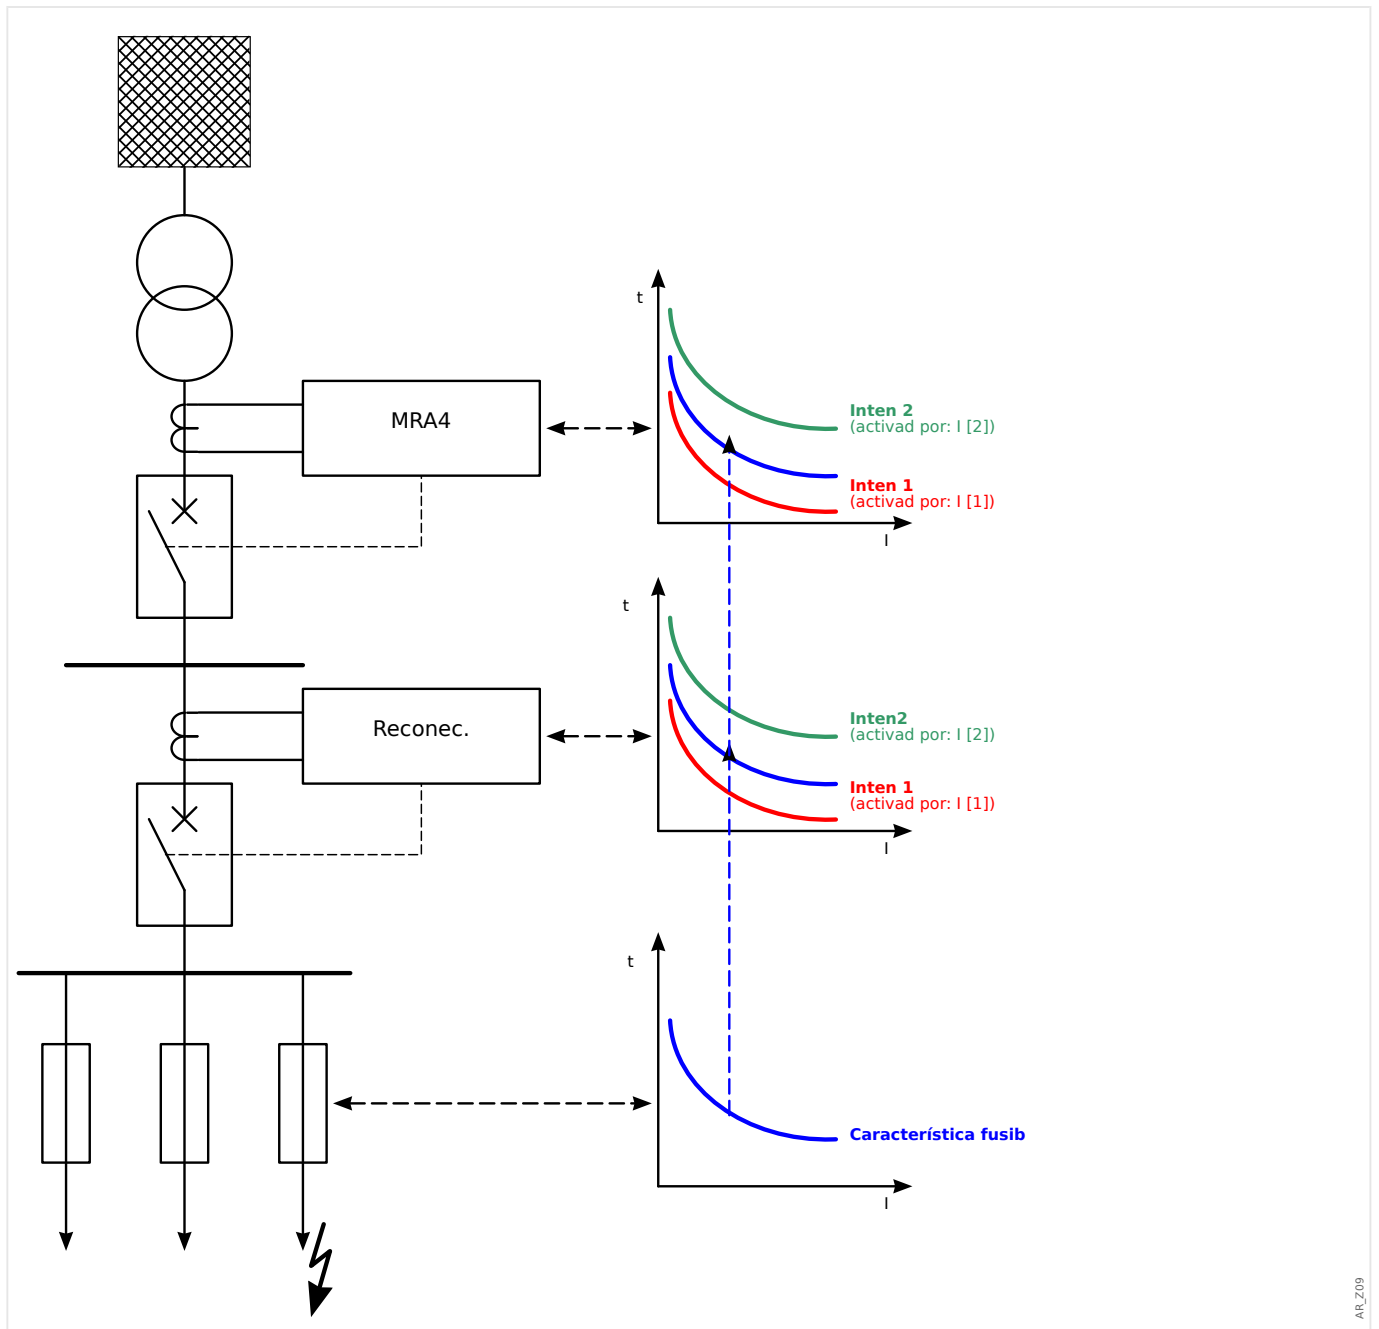 t
MRA4
Inten 2
(activad por: I [2])
Inten 1
(activad por: I [1])
I
t
Reconec.
Inten2
(activad por: I [2])
Inten 1
(activad por: I [1])
I
t
Característica fusib
I
AR_Z09